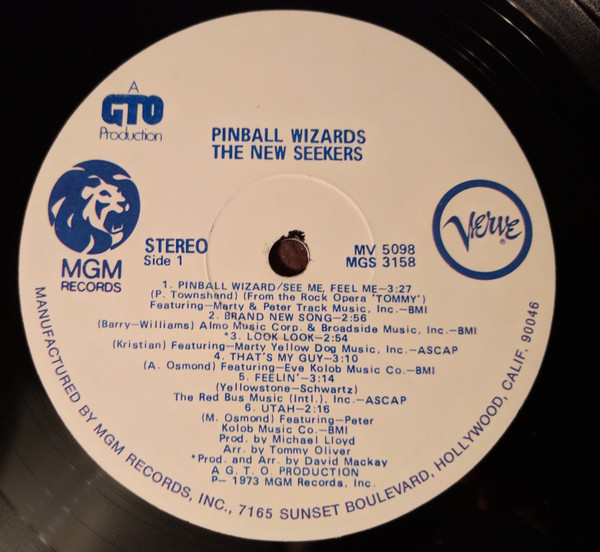 A
GTO
Production
PINBALL WIZARDS
THE NEW SEEKERS
MGM
RECORDS
Verve
STEREO
Side 1
MV 5098
MGS 3158
1. PINBALL WIZARD/SEE ME, FEEL ME—3:27
(P. Townshand) (From the Rock Opera 'TOMMY')
Featuring—Marty & Peter Track Music, Inc.—BMI
2. BRAND NEW SONG—2:56
(Barry—Williams) Almo Music Corp. & Broadside Music, Inc.—BMI
*3. LOOK LOOK—2:54
(Kristian) Featuring—Marty Yellow Dog Music, Inc.—ASCAP
4. THAT'S MY GUY—3:10
(A. Osmond) Featuring—Eve Kolob Music Co.—BMI
5. FEELIN'—3:14
(Yellowstone—Schwartz)
The Red Bus Music (Intl.), Inc.—ASCAP
6. UTAH—2:16
(M. Osmond) Featuring—Peter
Kolob Music Co.—BMI
Prod. by Michael Lloyd
Arr. by Tommy Oliver
*Prod. and Arr. by David Mackay
A G. T. O. PRODUCTION
P— 1973 MGM Records, Inc.
MANUFACTURED BY MGM RECORDS, INC., 7165 SUNSET BOULEVARD, HOLLYWOOD, CALIF. 90046